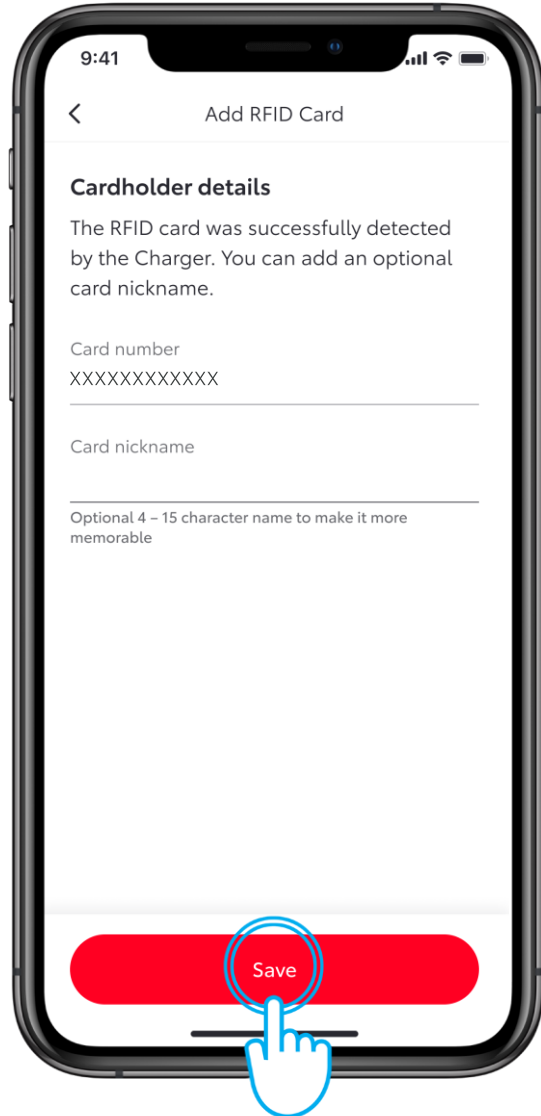 9:41
Add RFID Card
Cardholder details
The RFID card was successfully detected
by the Charger. You can add an optional
card nickname.
Card number
XXXXXXXXXXXX
Card nickname
Optional 4 – 15 character name to make it more
memorable
Save